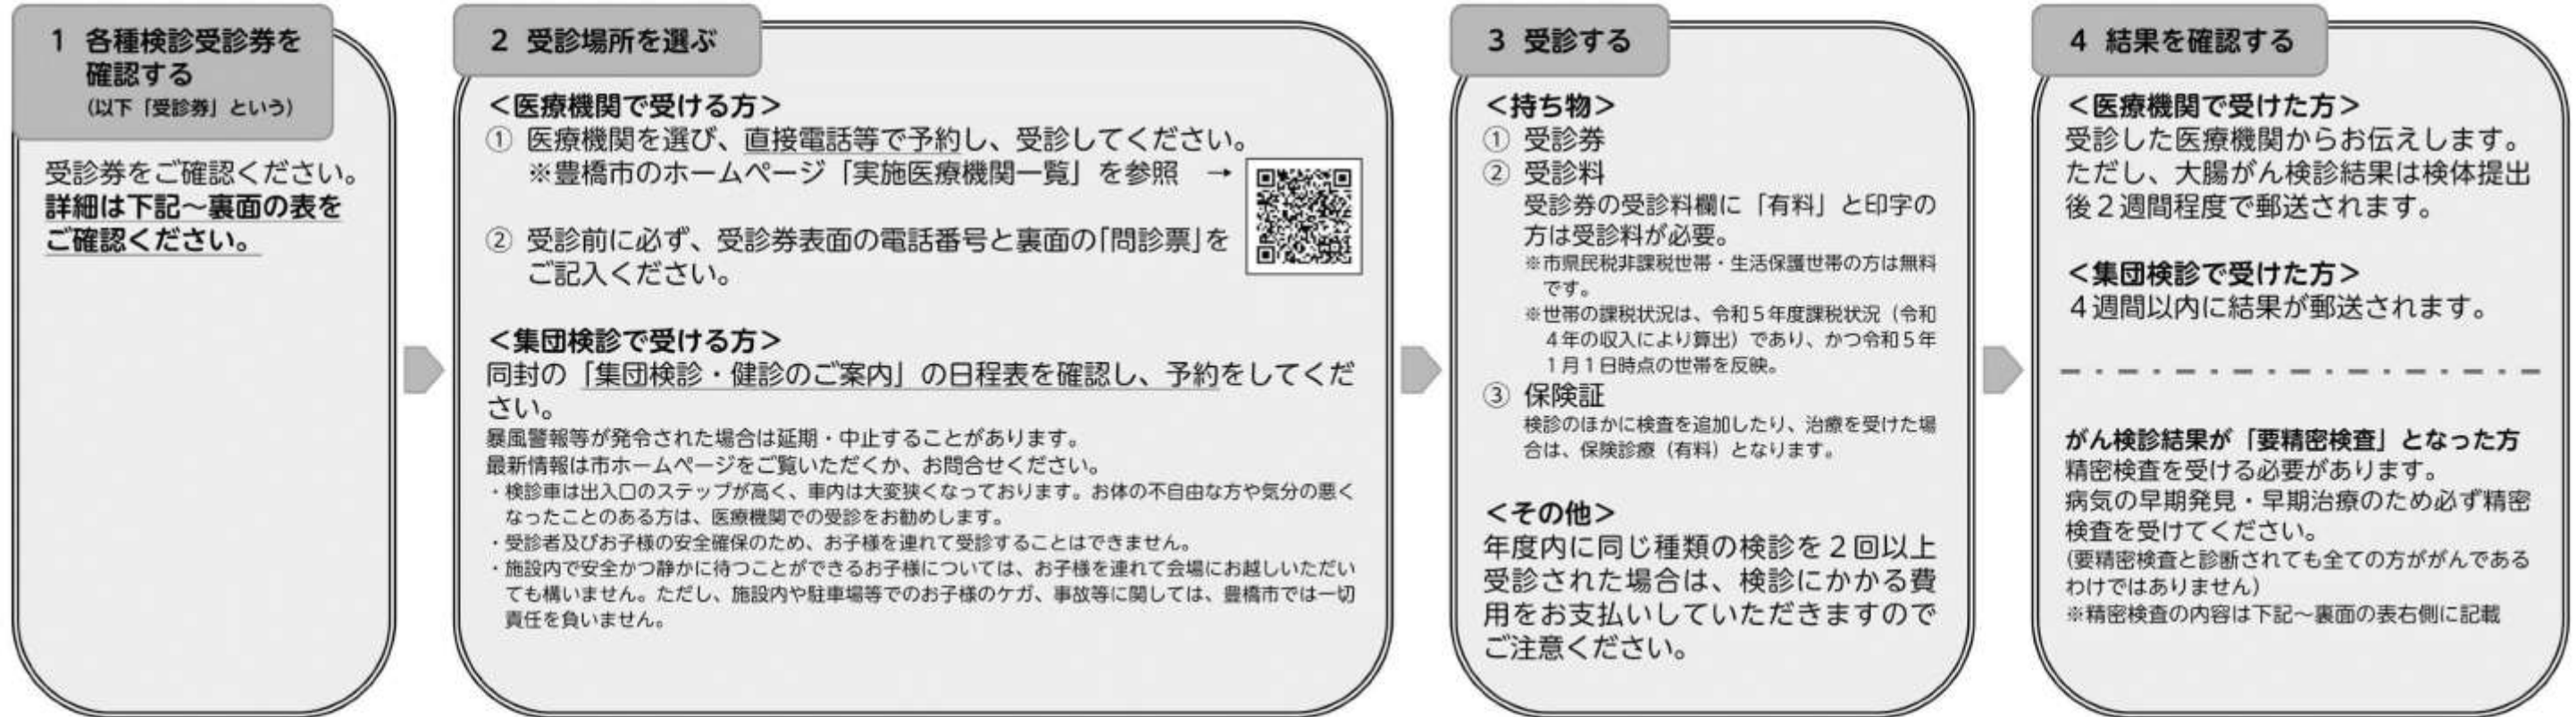 1 各種検診受診券を
確認する
(以下「受診券」という)
受診券をご確認ください。
詳細は下記～裏面の表を
ご確認ください。
2 受診場所を選ぶ
＜医療機関で受ける方＞
① 医療機関を選び、直接電話等で予約し、受診してください。
※豊橋市のホームページ「実施医療機関一覧」を参照 →
② 受診前に必ず、受診券表面の電話番号と裏面の「問診票」を
ご記入ください。
＜集団検診で受ける方＞
同封の「集団検診・健診のご案内」の日程表を確認し、予約をしてくだ
さい。
暴風警報等が発令された場合は延期・中止することがあります。
最新情報は市ホームページをご覧いただくか、お問合せください。
・検診車は出入口のステップが高く、車内は大変狭くなっております。お体の不自由な方や気分の悪く
なったことのある方は、医療機関での受診をお勧めします。
・受診者及びお子様の安全確保のため、お子様を連れて受診することはできません。
・施設内で安全かつ静かに待つことができるお子様については、お子様を連れて会場にお越しいただい
ても構いません。ただし、施設内や駐車場等でのお子様のケガ、事故等に関しては、豊橋市では一切
責任を負いません。
3 受診する
＜持ち物＞
① 受診券
② 受診料
受診券の受診料欄に「有料」と印字の
方は受診料が必要。
※市県民税非課税世帯・生活保護世帯の方は無料
です。
※世帯の課税状況は、令和５年度課税状況（令和
４年の収入により算出）であり、かつ令和５年
１月１日時点の世帯を反映。
③ 保険証
検診のほかに検査を追加したり、治療を受けた場
合は、保険診療（有料）となります。
＜その他＞
年度内に同じ種類の検診を２回以上
受診された場合は、検診にかかる費
用をお支払いしていただきますので
ご注意ください。
4 結果を確認する
＜医療機関で受けた方＞
受診した医療機関からお伝えします。
ただし、大腸がん検診結果は検体提出
後２週間程度で郵送されます。
＜集団検診で受けた方＞
４週間以内に結果が郵送されます。
がん検診結果が「要精密検査」となった方
精密検査を受ける必要があります。
病気の早期発見・早期治療のため必ず精密
検査を受けてください。
(要精密検査と診断されても全ての方ががんである
わけではありません)
※精密検査の内容は下記～裏面の表右側に記載